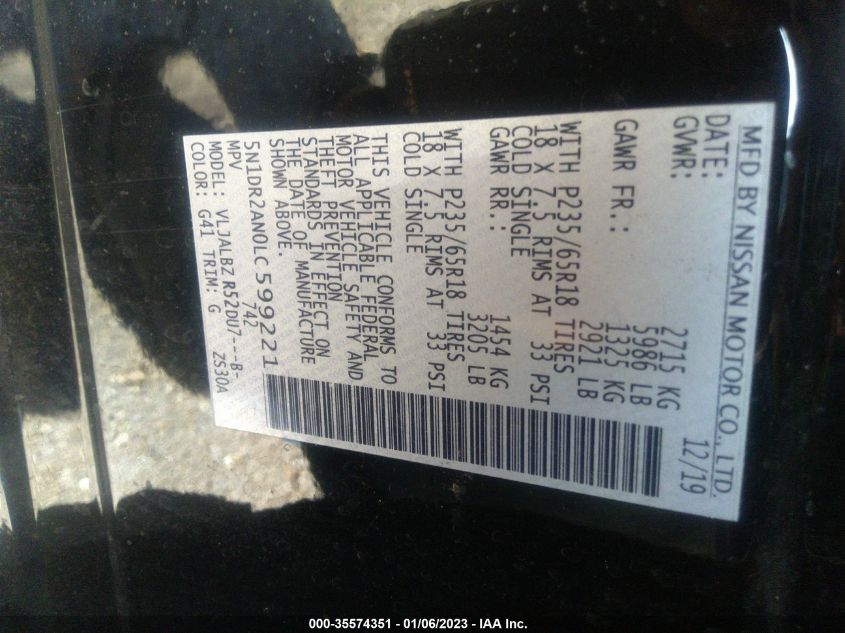 MFD BY NISSAN MOTOR CO., LTD.
DATE: 12/19
GVWR: 2715 KG
5986 LB
GAWR FR.: 1325 KG
2921 LB
WITH P235/65R18 TIRES
18 X 7.5 RIMS AT 33 PSI
COLD SINGLE
GAWR RR.: 1454 KG
3205 LB
WITH P235/65R18 TIRES
18 X 7.5 RIMS AT 33 PSI
COLD SINGLE
THIS VEHICLE CONFORMS TO
ALL APPLICABLE FEDERAL
MOTOR VEHICLE SAFETY AND
THEFT PREVENTION
STANDARDS IN EFFECT ON
THE DATE OF MANUFACTURE
SHOWN ABOVE.
5N1DR2AN0LC599221
MPV 742
MODEL: VLJALBZ R52DU7---B-
COLOR: G41 TRIM: G ZS30A
000-35574351 - 01/06/2023 - IAA Inc.